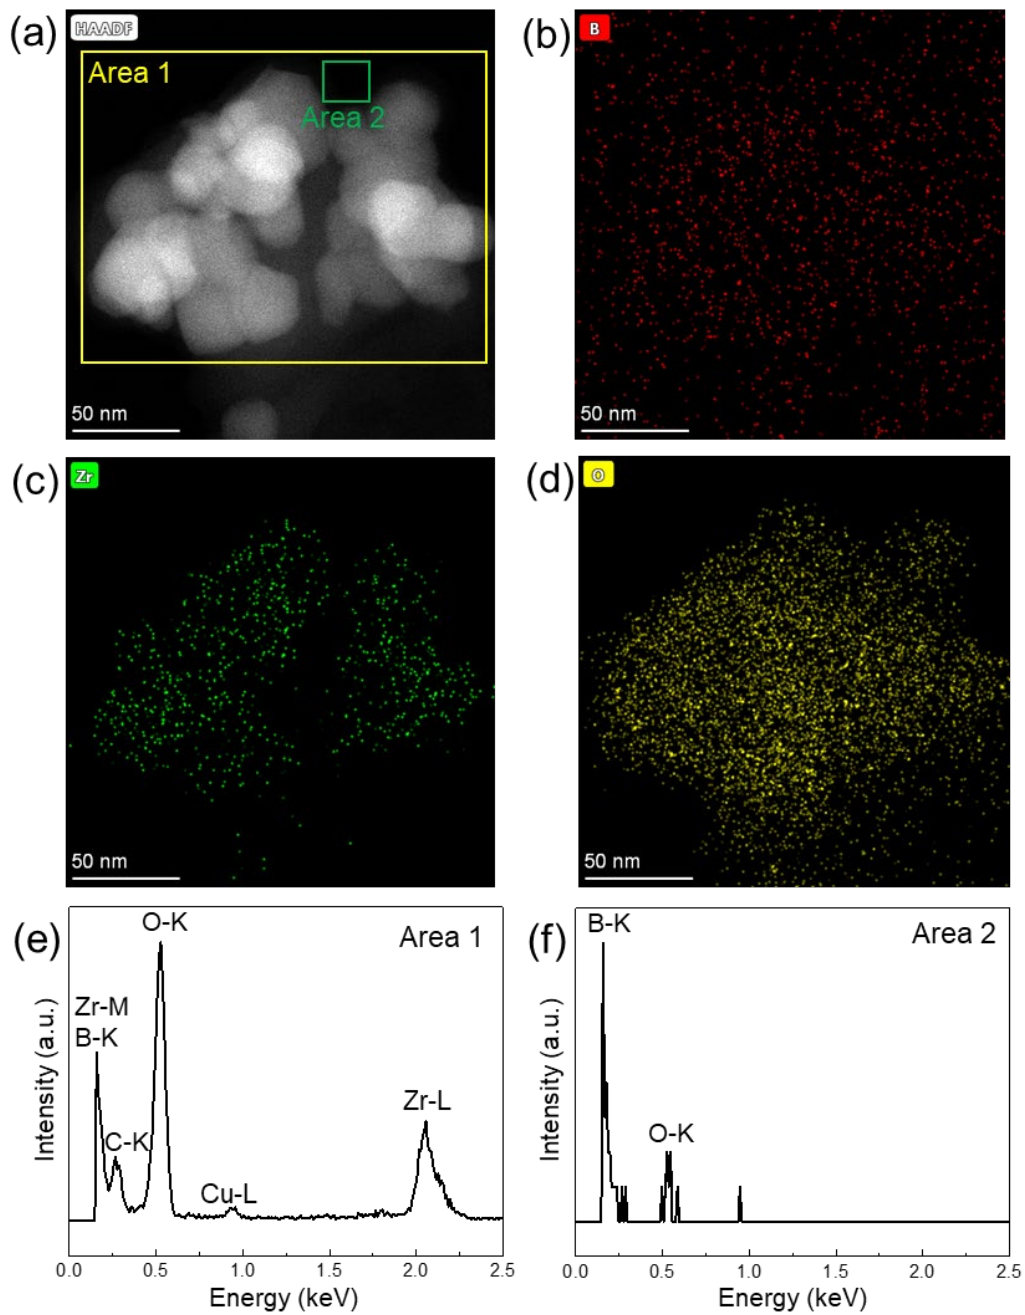 (a)
HAADF
Area 1
Area 2
50 nm
(b)
B
50 nm
(c)
Zr
50 nm
(d)
O
50 nm
(e)
O-K
Area 1
Zr-M
B-K
C-K
Cu-L
Zr-L
Intensity (a.u.)
0.0 0.5 1.0 1.5 2.0 2.5
Energy (keV)
(f)
B-K
Area 2
O-K
Intensity (a.u.)
0.0 0.5 1.0 1.5 2.0 2.5
Energy (keV)